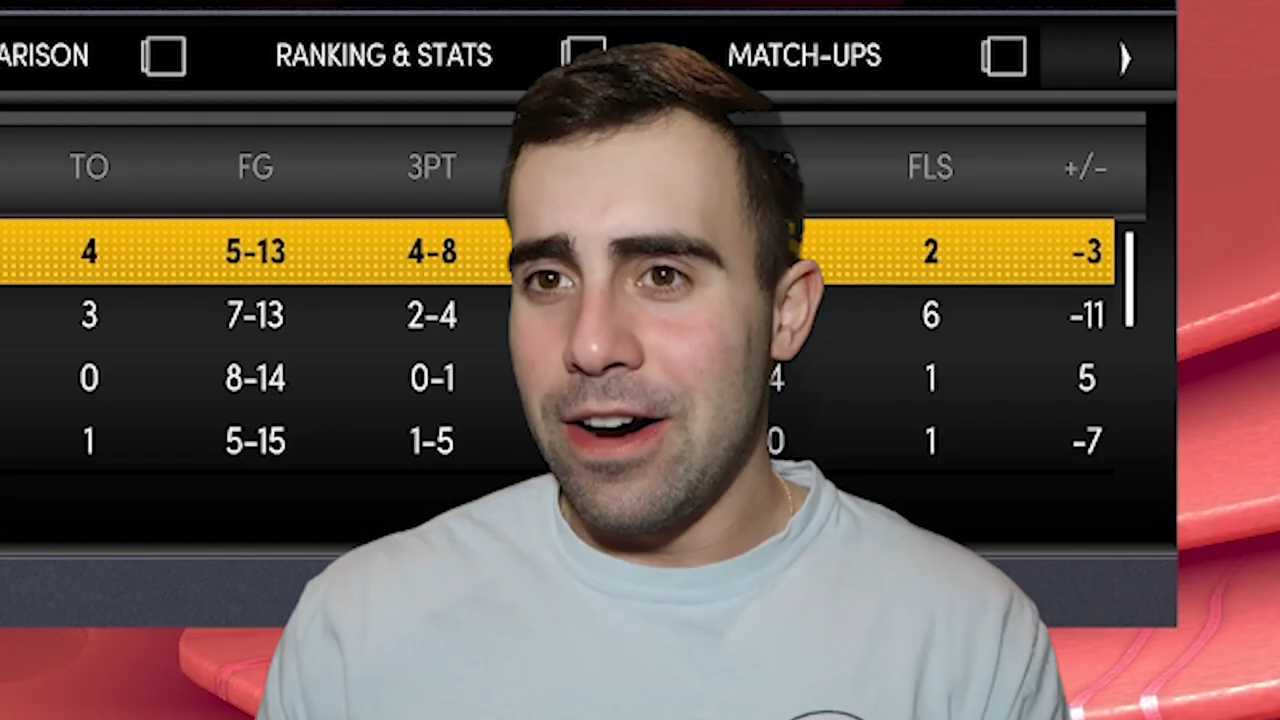 ARISON RANKING & STATS MATCH-UPS
TO FG 3PT FLS +/-
4 5-13 4-8 2 -3
3 7-13 2-4 6 -11
0 8-14 0-1 4 1 5
1 5-15 1-5 0 1 -7